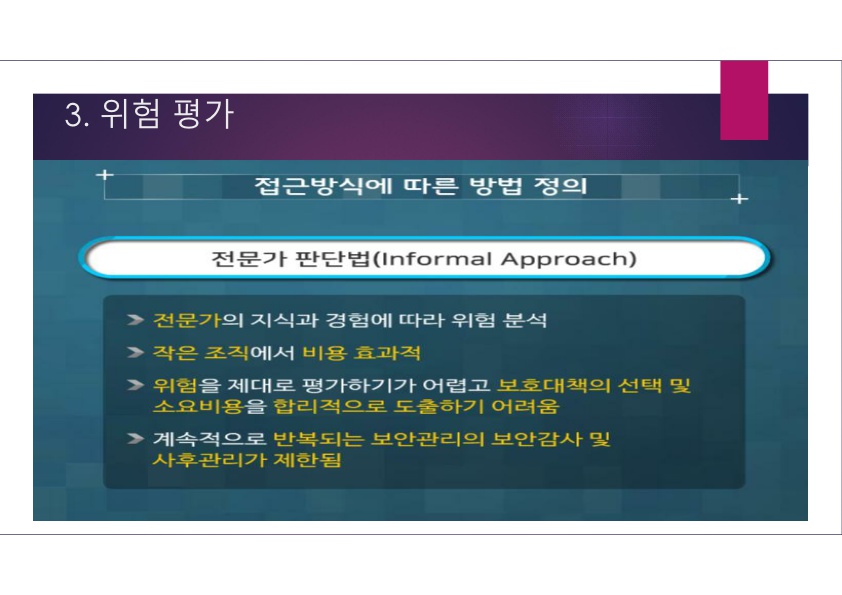 3. 위험 평가
접근방식에 따른 방법 정의
전문가 판단법(Informal Approach)
전문가의 지식과 경험에 따라 위험 분석
작은 조직에서 비용 효과적
위험을 제대로 평가하기가 어렵고 보호대책의 선택 및
소요비용을 합리적으로 도출하기 어려움
계속적으로 반복되는 보안관리의 보안감사 및
사후관리가 제한됨